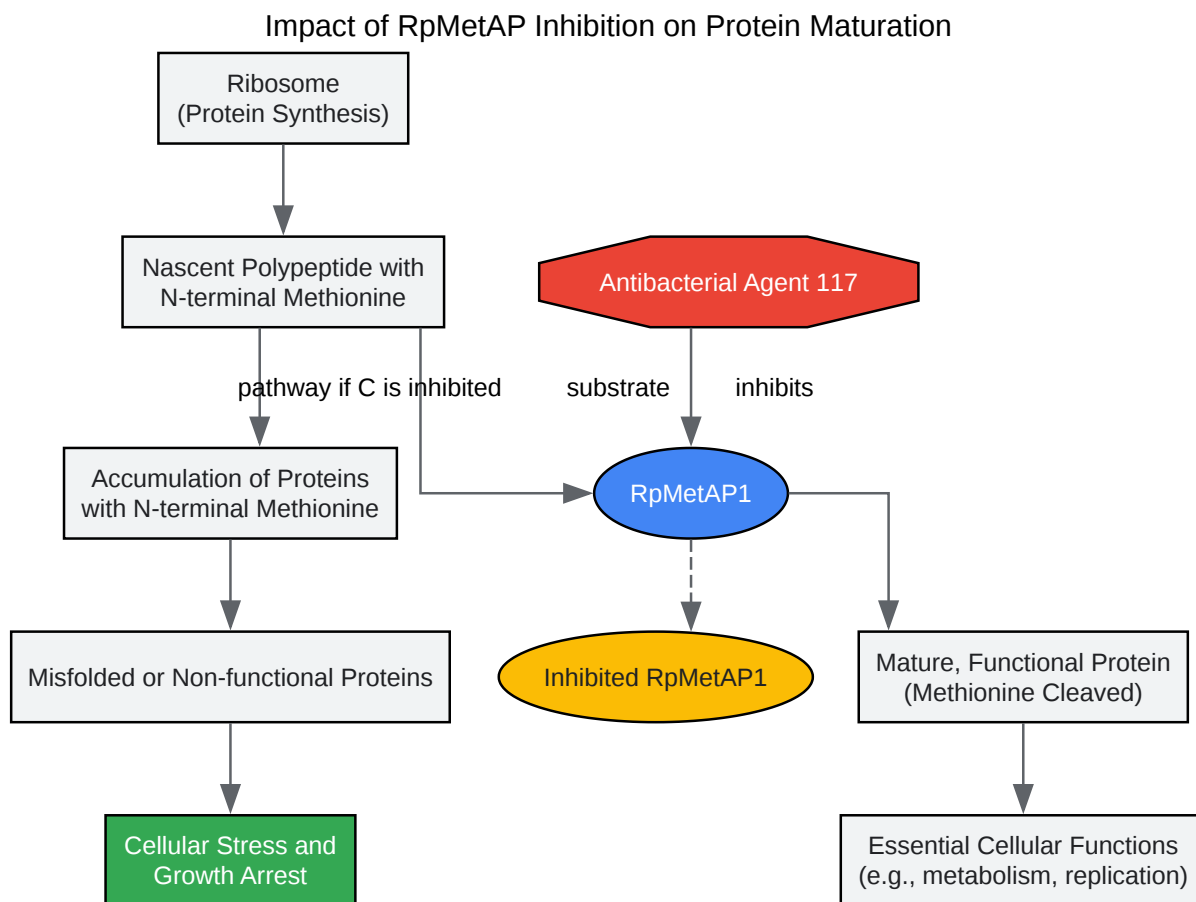 Impact of RpMetAP Inhibition on Protein Maturation
Ribosome
(Protein Synthesis)
Nascent Polypeptide with
N-terminal Methionine
Antibacterial Agent 117
pathway if C is inhibited
substrate
inhibits
Accumulation of Proteins
with N-terminal Methionine
RpMetAP1
Misfolded or Non-functional Proteins
Inhibited RpMetAP1
Mature, Functional Protein
(Methionine Cleaved)
Cellular Stress and
Growth Arrest
Essential Cellular Functions
(e.g., metabolism, replication)